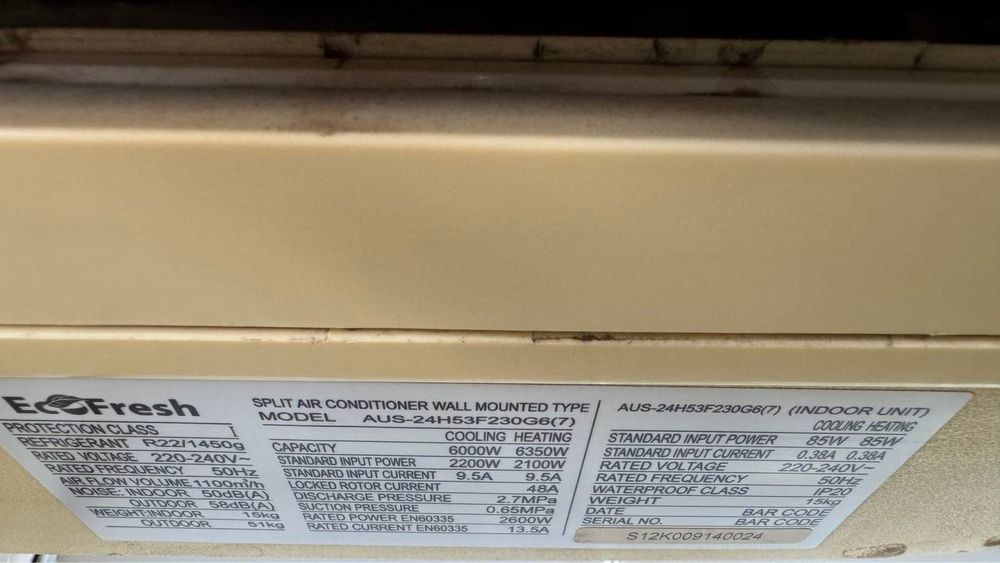 EcoFresh
PROTECTION CLASS I
REFRIGERANT R22/1450g
RATED VOLTAGE 220-240V~
RATED FREQUENCY 50Hz
AIR FLOW VOLUME 1100m³/h
NOISE: INDOOR 50dB(A)
OUTDOOR 58dB(A)
WEIGHT:INDOOR 15kg
OUTDOOR 51kg
SPLIT AIR CONDITIONER WALL MOUNTED TYPE
MODEL AUS-24H53F230G6(7)
COOLING HEATING
CAPACITY 6000W 6350W
STANDARD INPUT POWER 2200W 2100W
STANDARD INPUT CURRENT 9.5A 9.5A
LOCKED ROTOR CURRENT 48A
DISCHARGE PRESSURE 2.7MPa
SUCTION PRESSURE 0.65MPa
RATED POWER EN60335 2600W
RATED CURRENT EN60335 13.5A
AUS-24H53F230G6(7) (INDOOR UNIT)
COOLING HEATING
STANDARD INPUT POWER 85W 85W
STANDARD INPUT CURRENT 0.38A 0.38A
RATED VOLTAGE 220-240V~
RATED FREQUENCY 50Hz
WATERPROOF CLASS IP20
WEIGHT 15kg
DATE BAR CODE
SERIAL NO. BAR CODE
S12K009140024